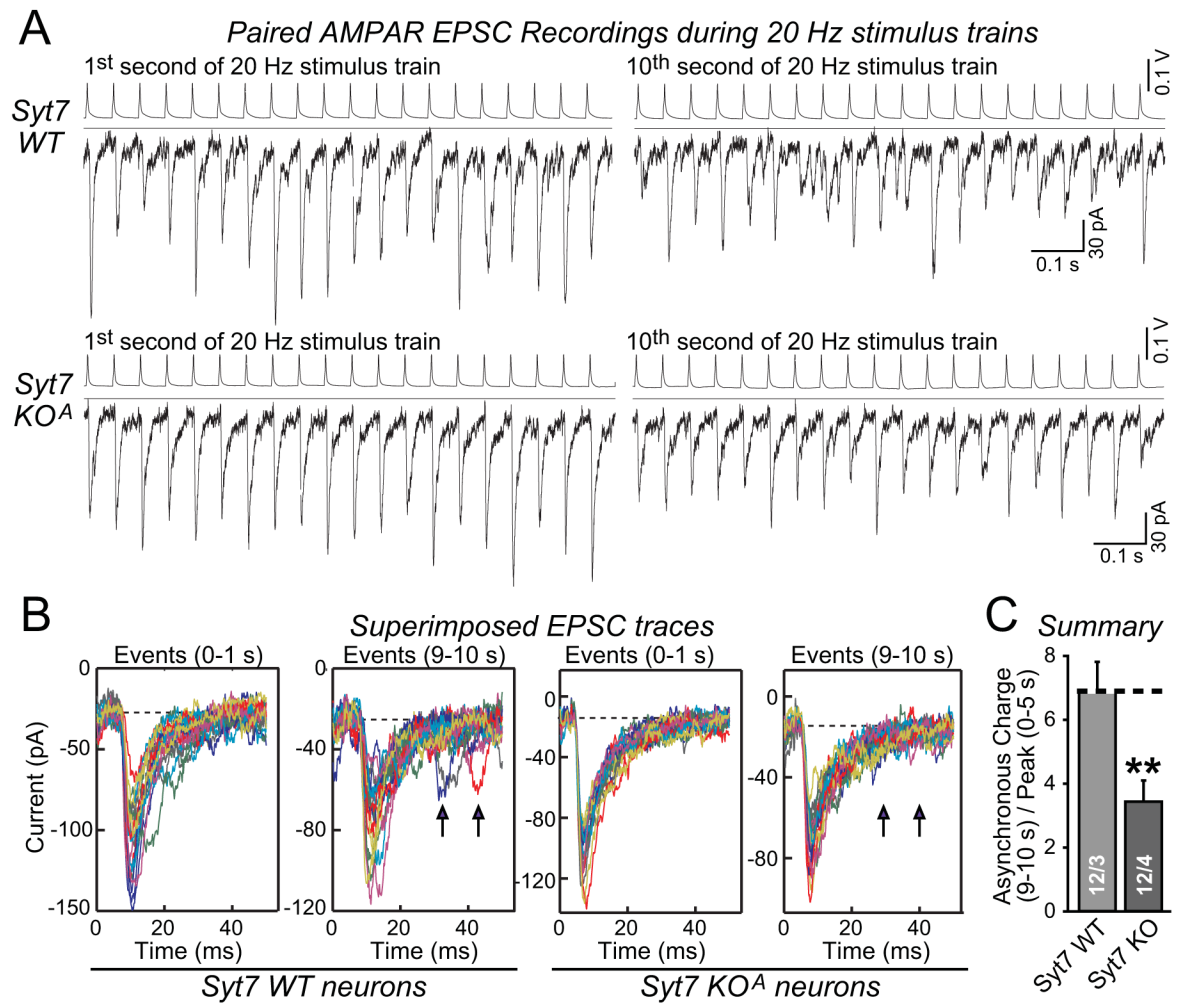 A
Paired AMPAR EPSC Recordings during 20 Hz stimulus trains
1st second of 20 Hz stimulus train
10th second of 20 Hz stimulus train
0.1 V
Syt7
WT
30 pA
0.1 s
1st second of 20 Hz stimulus train
10th second of 20 Hz stimulus train
0.1 V
Syt7
KOA
30 pA
0.1 s
B
Superimposed EPSC traces
Events (0-1 s)
Events (9-10 s)
Events (0-1 s)
Events (9-10 s)
Current (pA)
0
-50
-100
-150
0
-40
-80
-120
0
-40
-80
-120
0
-40
-80
0 20 40
0 20 40
0 20 40
0 20 40
Time (ms)
Time (ms)
Time (ms)
Time (ms)
Syt7 WT neurons
Syt7 KOA neurons
C
Summary
Asynchronous Charge
(9-10 s) / Peak (0-5 s)
8
6
4
2
0
**
12/3
12/4
Syt7 WT
Syt7 KO